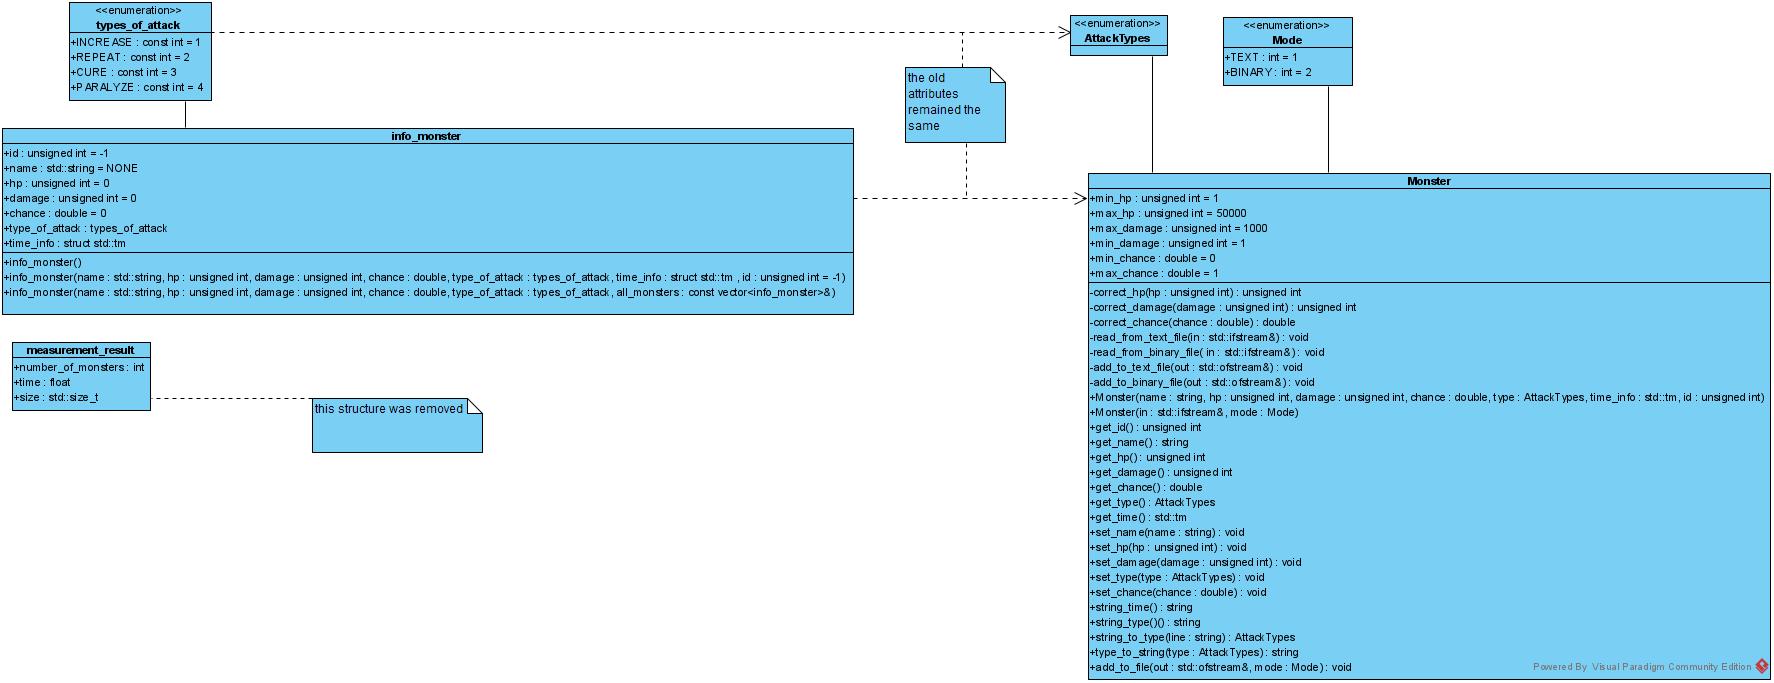 <<enumeration>>
types_of_attack
+INCREASE : const int = 1
+REPEAT : const int = 2
+CURE : const int = 3
+PARALYZE : const int = 4
<<enumeration>>
AttackTypes
<<enumeration>>
Mode
+TEXT : int = 1
+BINARY : int = 2
the old
attributes
remained the
same
info_monster
+id : unsigned int = -1
+name : std::string = NONE
+hp : unsigned int = 0
+damage : unsigned int = 0
+chance : double = 0
+type_of_attack : types_of_attack
+time_info : struct std::tm
+info_monster()
+info_monster(name : std::string, hp : unsigned int, damage : unsigned int, chance : double, type_of_attack : types_of_attack, time_info : struct std::tm , id : unsigned int = -1)
+info_monster(name : std::string, hp : unsigned int, damage : unsigned int, chance : double, type_of_attack : types_of_attack, all_monsters : const vector<info_monster>&)
measurement_result
+number_of_monsters : int
+time : float
+size : std::size_t
this structure was removed
Monster
+min_hp : unsigned int = 1
+max_hp : unsigned int = 50000
+max_damage : unsigned int = 1000
+min_damage : unsigned int = 1
+min_chance : double = 0
+max_chance : double = 1
-correct_hp(hp : unsigned int) : unsigned int
-correct_damage(damage : unsigned int) : unsigned int
-correct_chance(chance : double) : double
-read_from_text_file(in : std::ifstream&) : void
-read_from_binary_file( in : std::ifstream&) : void
-add_to_text_file(out : std::ofstream&) : void
-add_to_binary_file(out : std::ofstream&) : void
+Monster(name : string, hp : unsigned int, damage : unsigned int, chance : double, type : AttackTypes, time_info : std::tm, id : unsigned int)
+Monster(in : std::ifstream&, mode : Mode)
+get_id() : unsigned int
+get_name() : string
+get_hp() : unsigned int
+get_damage() : unsigned int
+get_chance() : double
+get_type() : AttackTypes
+get_time() : std::tm
+set_name(name : string) : void
+set_hp(hp : unsigned int) : void
+set_damage(damage : unsigned int) : void
+set_type(type : AttackTypes) : void
+set_chance(chance : double) : void
+string_time() : string
+string_type()() : string
+string_to_type(line : string) : AttackTypes
+type_to_string(type : AttackTypes) : string
+add_to_file(out : std::ofstream&, mode : Mode) : void
Powered By Visual Paradigm Community Edition